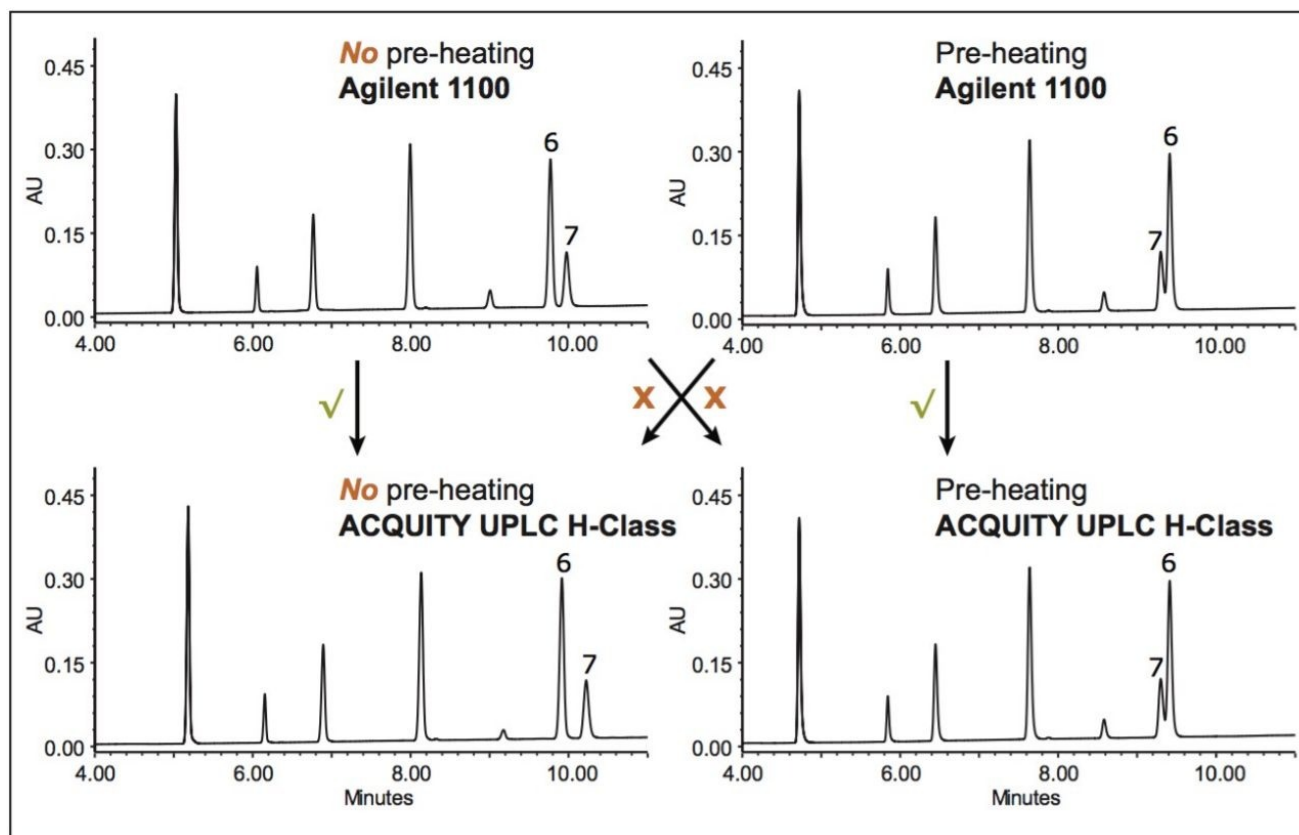 No pre-heating
Agilent 1100
0.45
0.30
0.15
0.00
AU
6
7
4.00 6.00 8.00 10.00
Pre-heating
Agilent 1100
0.45
0.30
0.15
0.00
AU
6
7
4.00 6.00 8.00 10.00
√ X X √
No pre-heating
ACQUITY UPLC H-Class
0.45
0.30
0.15
0.00
AU
6
7
4.00 6.00 8.00 10.00
Minutes
Pre-heating
ACQUITY UPLC H-Class
0.45
0.30
0.15
0.00
AU
6
7
4.00 6.00 8.00 10.00
Minutes